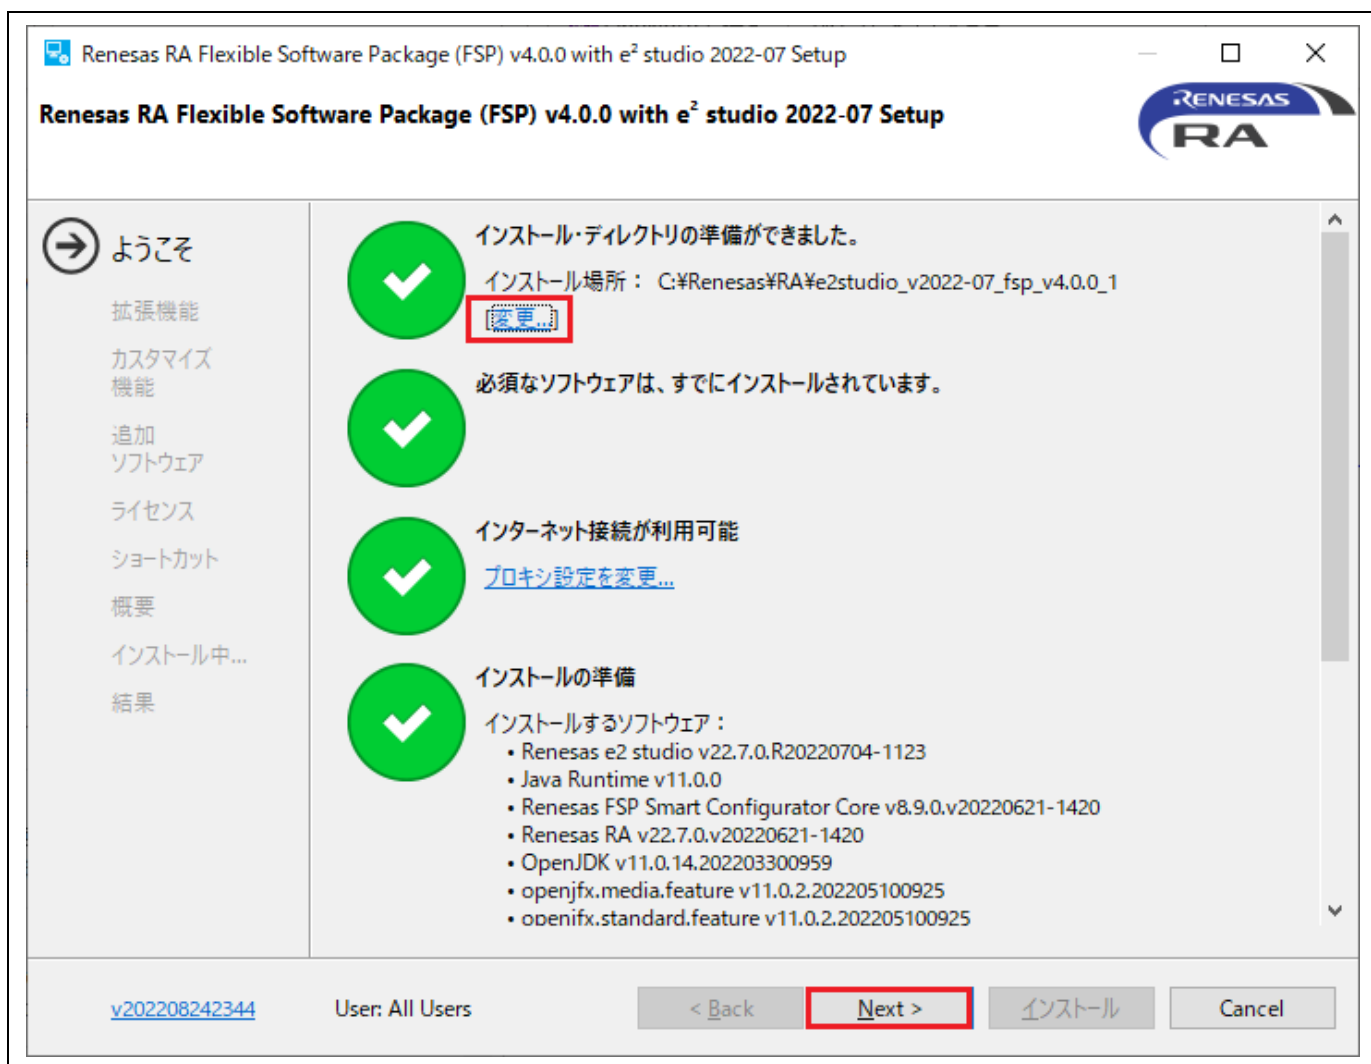 Renesas RA Flexible Software Package (FSP) v4.0.0 with e² studio 2022-07 Setup
Renesas RA Flexible Software Package (FSP) v4.0.0 with e² studio 2022-07 Setup
RENESAS
RA
ようこそ
拡張機能
カスタマイズ
機能
追加
ソフトウェア
ライセンス
ショートカット
概要
インストール中...
結果
インストール・ディレクトリの準備ができました。
インストール場所： C:¥Renesas¥RA¥e2studio_v2022-07_fsp_v4.0.0_1
[変更...]
必須なソフトウェアは、すでにインストールされています。
インターネット接続が利用可能
プロキシ設定を変更...
インストールの準備
インストールするソフトウェア：
• Renesas e2 studio v22.7.0.R20220704-1123
• Java Runtime v11.0.0
• Renesas FSP Smart Configurator Core v8.9.0.v20220621-1420
• Renesas RA v22.7.0.v20220621-1420
• OpenJDK v11.0.14.202203300959
• openjfx.media.feature v11.0.2.202205100925
• openjfx.standard.feature v11.0.2.202205100925
v202208242344
User: All Users
< Back
Next >
インストール
Cancel